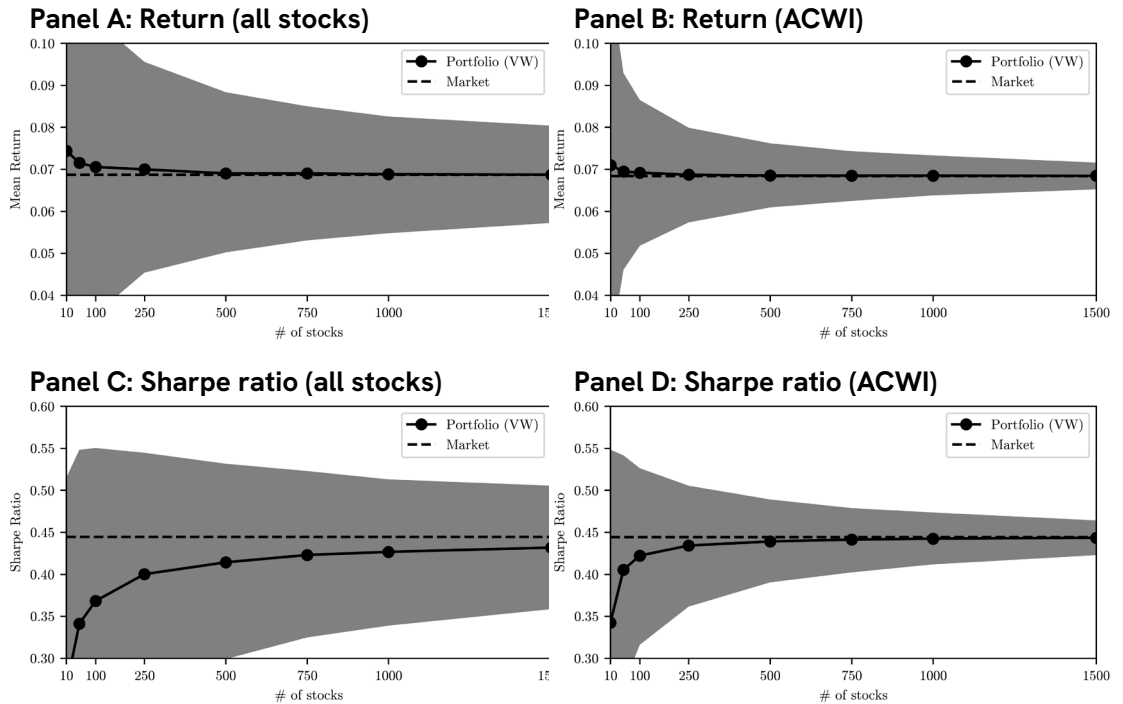 Panel A: Return (all stocks)
0.10
0.09
0.08
0.07
0.06
0.05
0.04
Mean Return
Portfolio (VW)
Market
10 100 250 500 750 1000 15
# of stocks
Panel B: Return (ACWI)
0.10
0.09
0.08
0.07
0.06
0.05
0.04
Mean Return
Portfolio (VW)
Market
10 100 250 500 750 1000 1500
# of stocks
Panel C: Sharpe ratio (all stocks)
0.60
0.55
0.50
0.45
0.40
0.35
0.30
Sharpe Ratio
Portfolio (VW)
Market
10 100 250 500 750 1000 15
# of stocks
Panel D: Sharpe ratio (ACWI)
0.60
0.55
0.50
0.45
0.40
0.35
0.30
Sharpe Ratio
Portfolio (VW)
Market
10 100 250 500 750 1000 1500
# of stocks